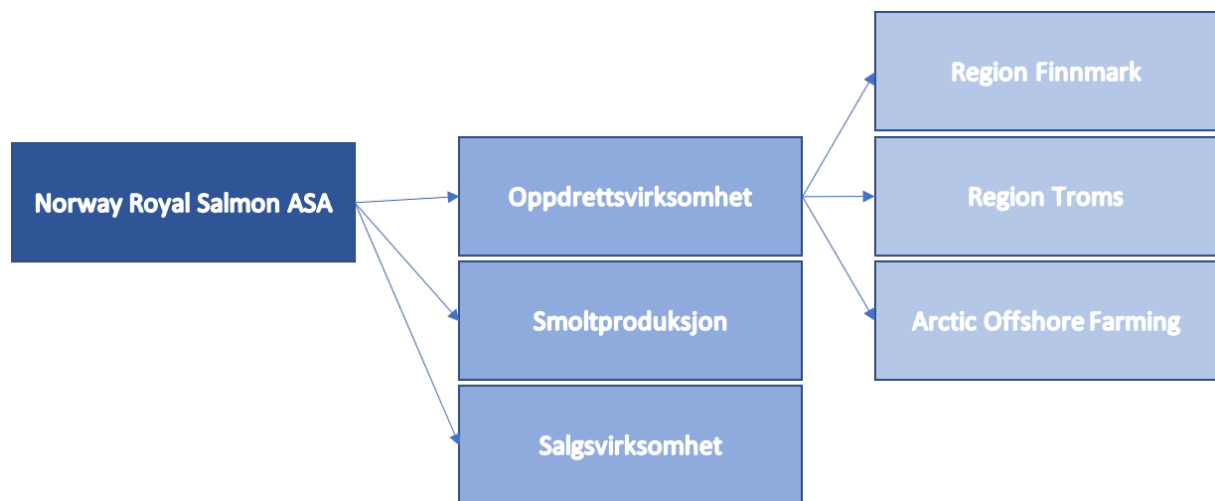 Norway Royal Salmon ASA
Oppdrettsvirksomhet
Smoltproduksjon
Salgsvirksomhet
Region Finnmark
Region Troms
Arctic Offshore Farming